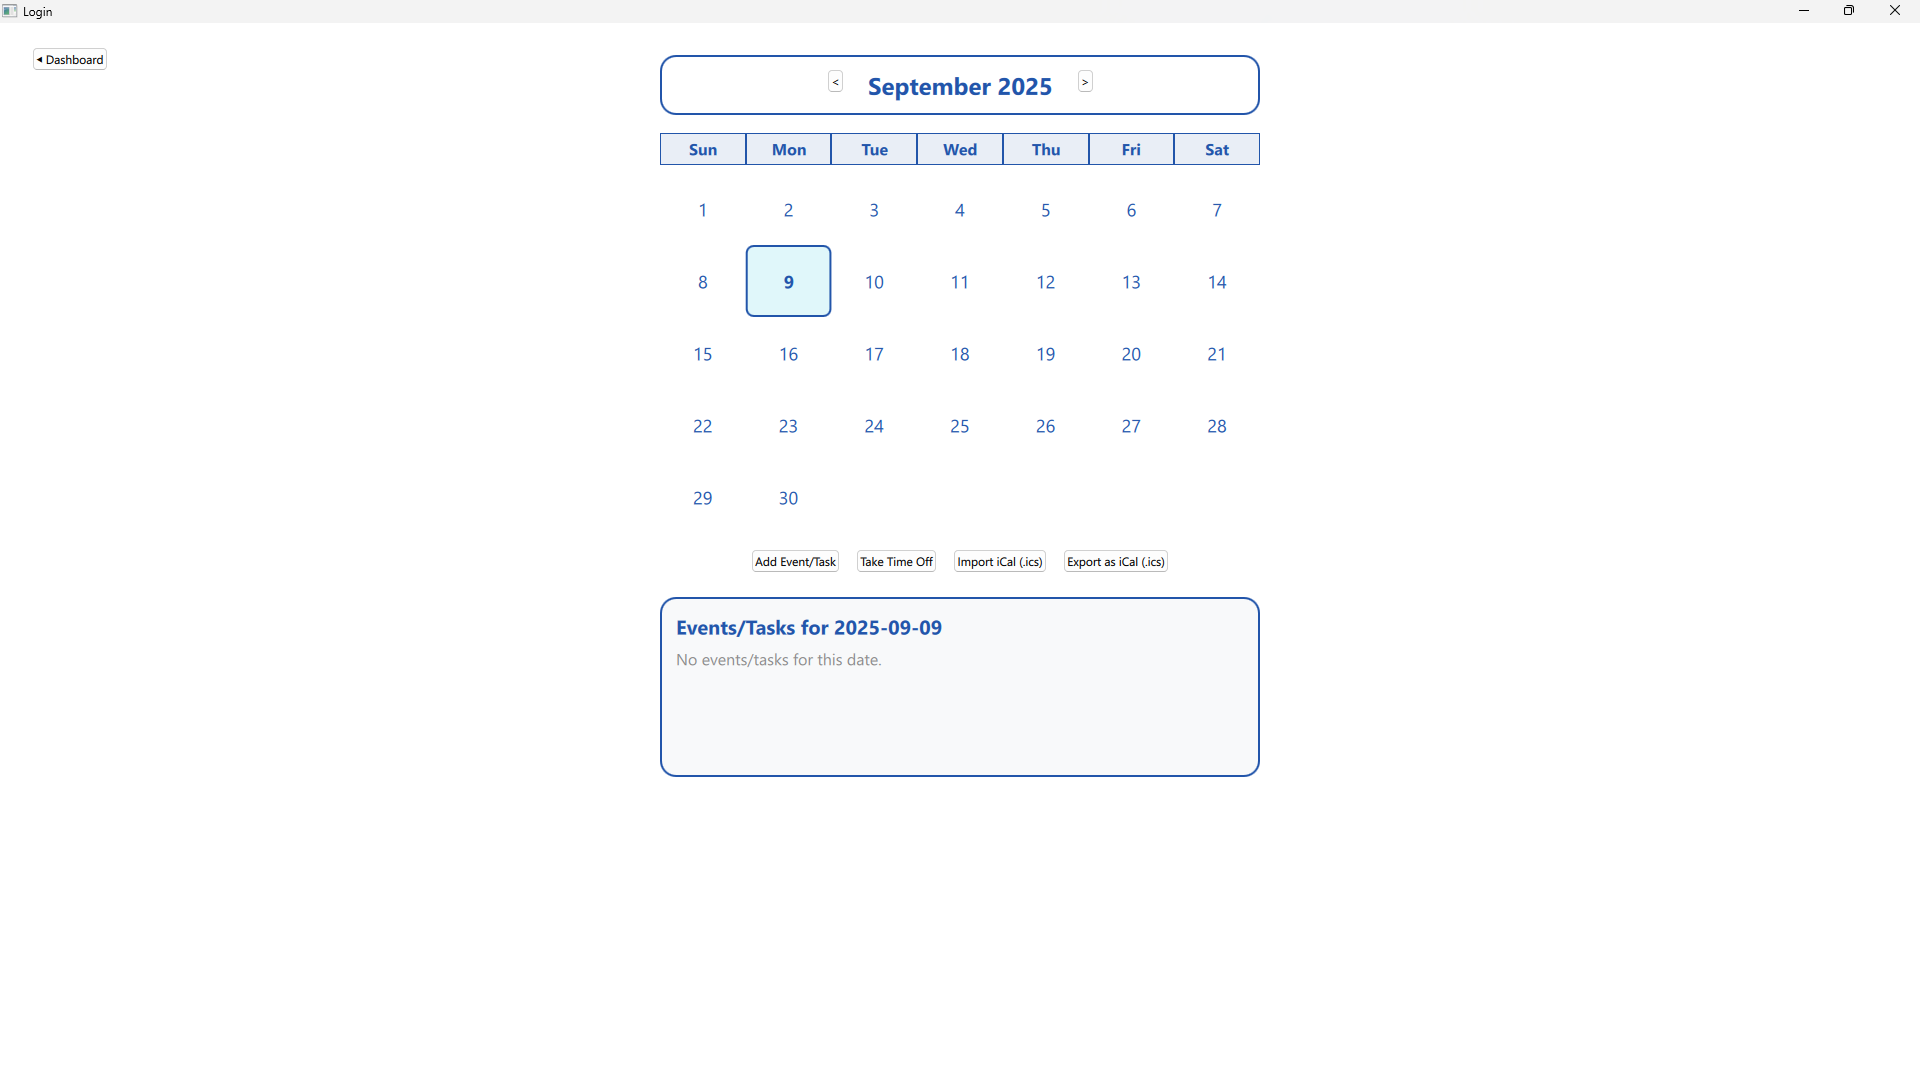 Login
◂ Dashboard
< September 2025 >
Sun Mon Tue Wed Thu Fri Sat
1 2 3 4 5 6 7
8 9 10 11 12 13 14
15 16 17 18 19 20 21
22 23 24 25 26 27 28
29 30
Add Event/Task Take Time Off Import iCal (.ics) Export as iCal (.ics)
Events/Tasks for 2025-09-09
No events/tasks for this date.